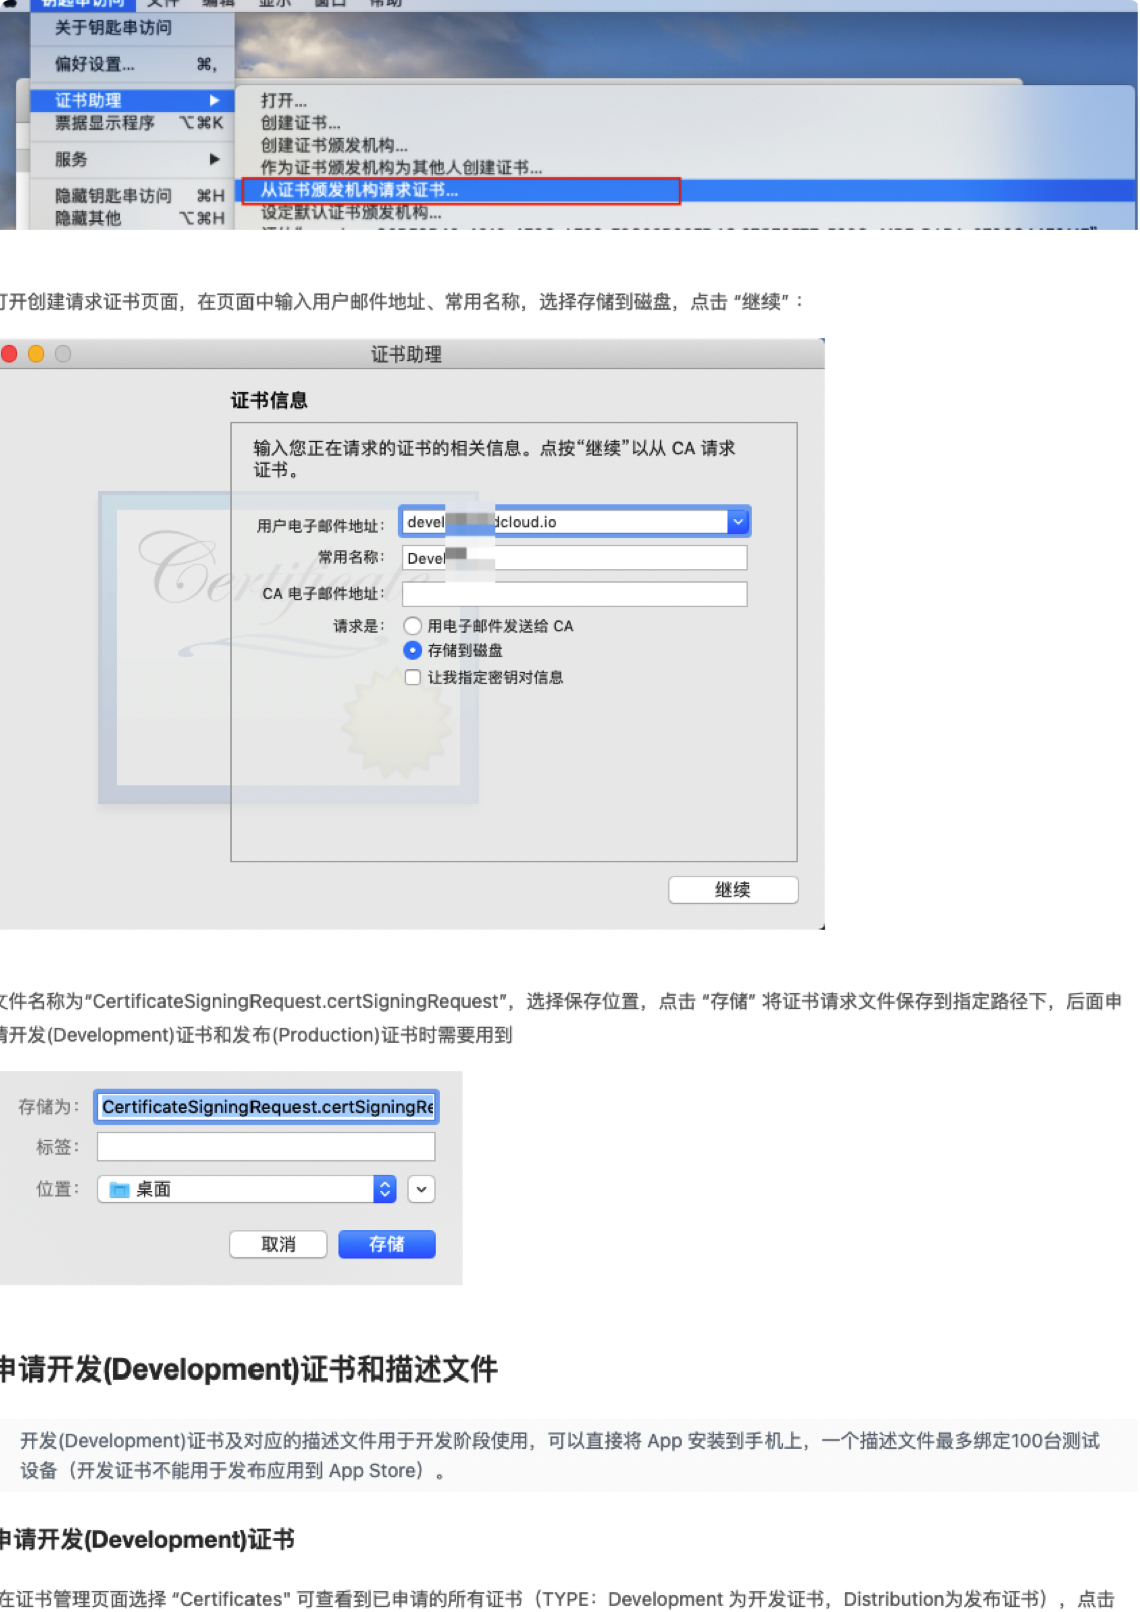 钥匙串访问 文件 编辑 显示 窗口 帮助
关于钥匙串访问
偏好设置... ⌘,
证书助理 ▶ 打开...
票据显示程序 ⌥⌘K 创建证书...
创建证书颁发机构...
服务 ▶ 作为证书颁发机构为其他人创建证书...
隐藏钥匙串访问 ⌘H 从证书颁发机构请求证书...
隐藏其他 ⌥⌘H 设定默认证书颁发机构...
打开创建请求证书页面，在页面中输入用户邮件地址、常用名称，选择存储到磁盘，点击 “继续” ：
证书助理
证书信息
输入您正在请求的证书的相关信息。点按“继续”以从 CA 请求
证书。
Certificate
用户电子邮件地址： devel dcloud.io
常用名称： Devel
CA 电子邮件地址：
请求是： 用电子邮件发送给 CA
存储到磁盘
让我指定密钥对信息
继续
文件名称为“CertificateSigningRequest.certSigningRequest”，选择保存位置，点击 “存储” 将证书请求文件保存到指定路径下，后面申
请开发(Development)证书和发布(Production)证书时需要用到
存储为： CertificateSigningRequest.certSigningRe
标签：
位置： 桌面
取消 存储
申请开发(Development)证书和描述文件
开发(Development)证书及对应的描述文件用于开发阶段使用，可以直接将 App 安装到手机上，一个描述文件最多绑定100台测试
设备（开发证书不能用于发布应用到 App Store）。
申请开发(Development)证书
在证书管理页面选择 “Certificates" 可查看到已申请的所有证书（TYPE：Development 为开发证书，Distribution为发布证书），点击